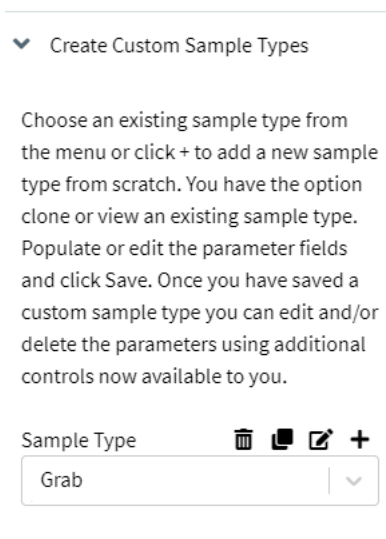 Create Custom Sample Types
Choose an existing sample type from
the menu or click + to add a new sample
type from scratch. You have the option
clone or view an existing sample type.
Populate or edit the parameter fields
and click Save. Once you have saved a
custom sample type you can edit and/or
delete the parameters using additional
controls now available to you.
Sample Type
Grab